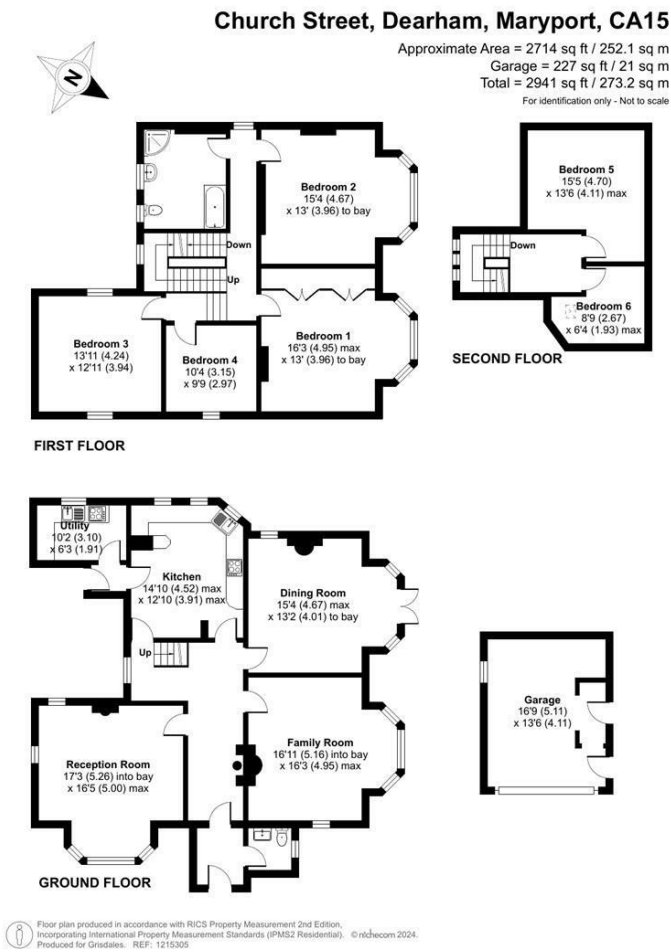 Church Street, Dearham, Maryport, CA15
Approximate Area = 2714 sq ft / 252.1 sq m
Garage = 227 sq ft / 21 sq m
Total = 2941 sq ft / 273.2 sq m
For identification only - Not to scale
N
Bedroom 2
15'4 (4.67)
x 13' (3.96) to bay
Down
Up
Bedroom 3
13'11 (4.24)
x 12'11 (3.94)
Bedroom 4
10'4 (3.15)
x 9'9 (2.97)
Bedroom 1
16'3 (4.95) max
x 13' (3.96) to bay
FIRST FLOOR
Bedroom 5
15'5 (4.70)
x 13'6 (4.11) max
Down
Bedroom 6
8'9 (2.67)
x 6'4 (1.93) max
SECOND FLOOR
Utility
10'2 (3.10)
x 6'3 (1.91)
Kitchen
14'10 (4.52) max
x 12'10 (3.91) max
Dining Room
15'4 (4.67) max
x 13'2 (4.01) to bay
Up
Reception Room
17'3 (5.26) into bay
x 16'5 (5.00) max
Family Room
16'11 (5.16) into bay
x 16'3 (4.95) max
Garage
16'9 (5.11)
x 13'6 (4.11)
GROUND FLOOR
Floor plan produced in accordance with RICS Property Measurement 2nd Edition,
Incorporating International Property Measurement Standards (IPMS2 Residential). ©nichecom 2024.
Produced for Grisdales. REF: 1215305